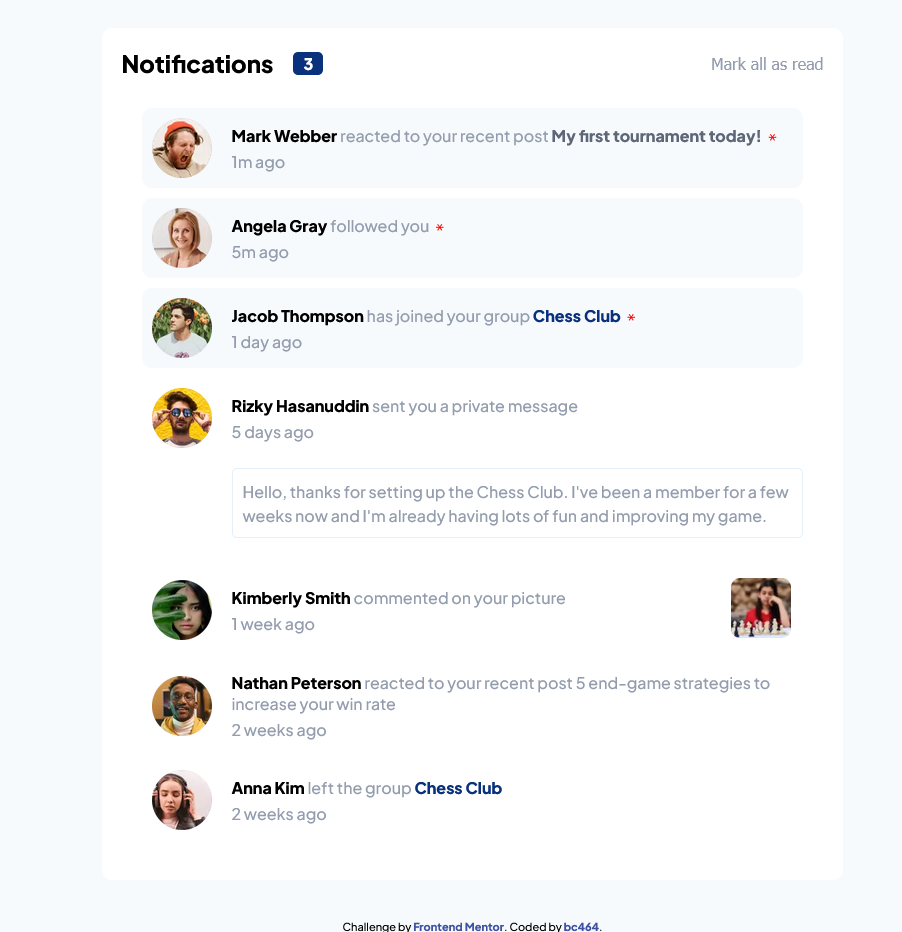 Notifications 3 Mark all as read
Mark Webber reacted to your recent post My first tournament today! *
1m ago
Angela Gray followed you *
5m ago
Jacob Thompson has joined your group Chess Club *
1 day ago
Rizky Hasanuddin sent you a private message
5 days ago
Hello, thanks for setting up the Chess Club. I've been a member for a few
weeks now and I'm already having lots of fun and improving my game.
Kimberly Smith commented on your picture
1 week ago
Nathan Peterson reacted to your recent post 5 end-game strategies to
increase your win rate
2 weeks ago
Anna Kim left the group Chess Club
2 weeks ago
Challenge by Frontend Mentor. Coded by bc464.